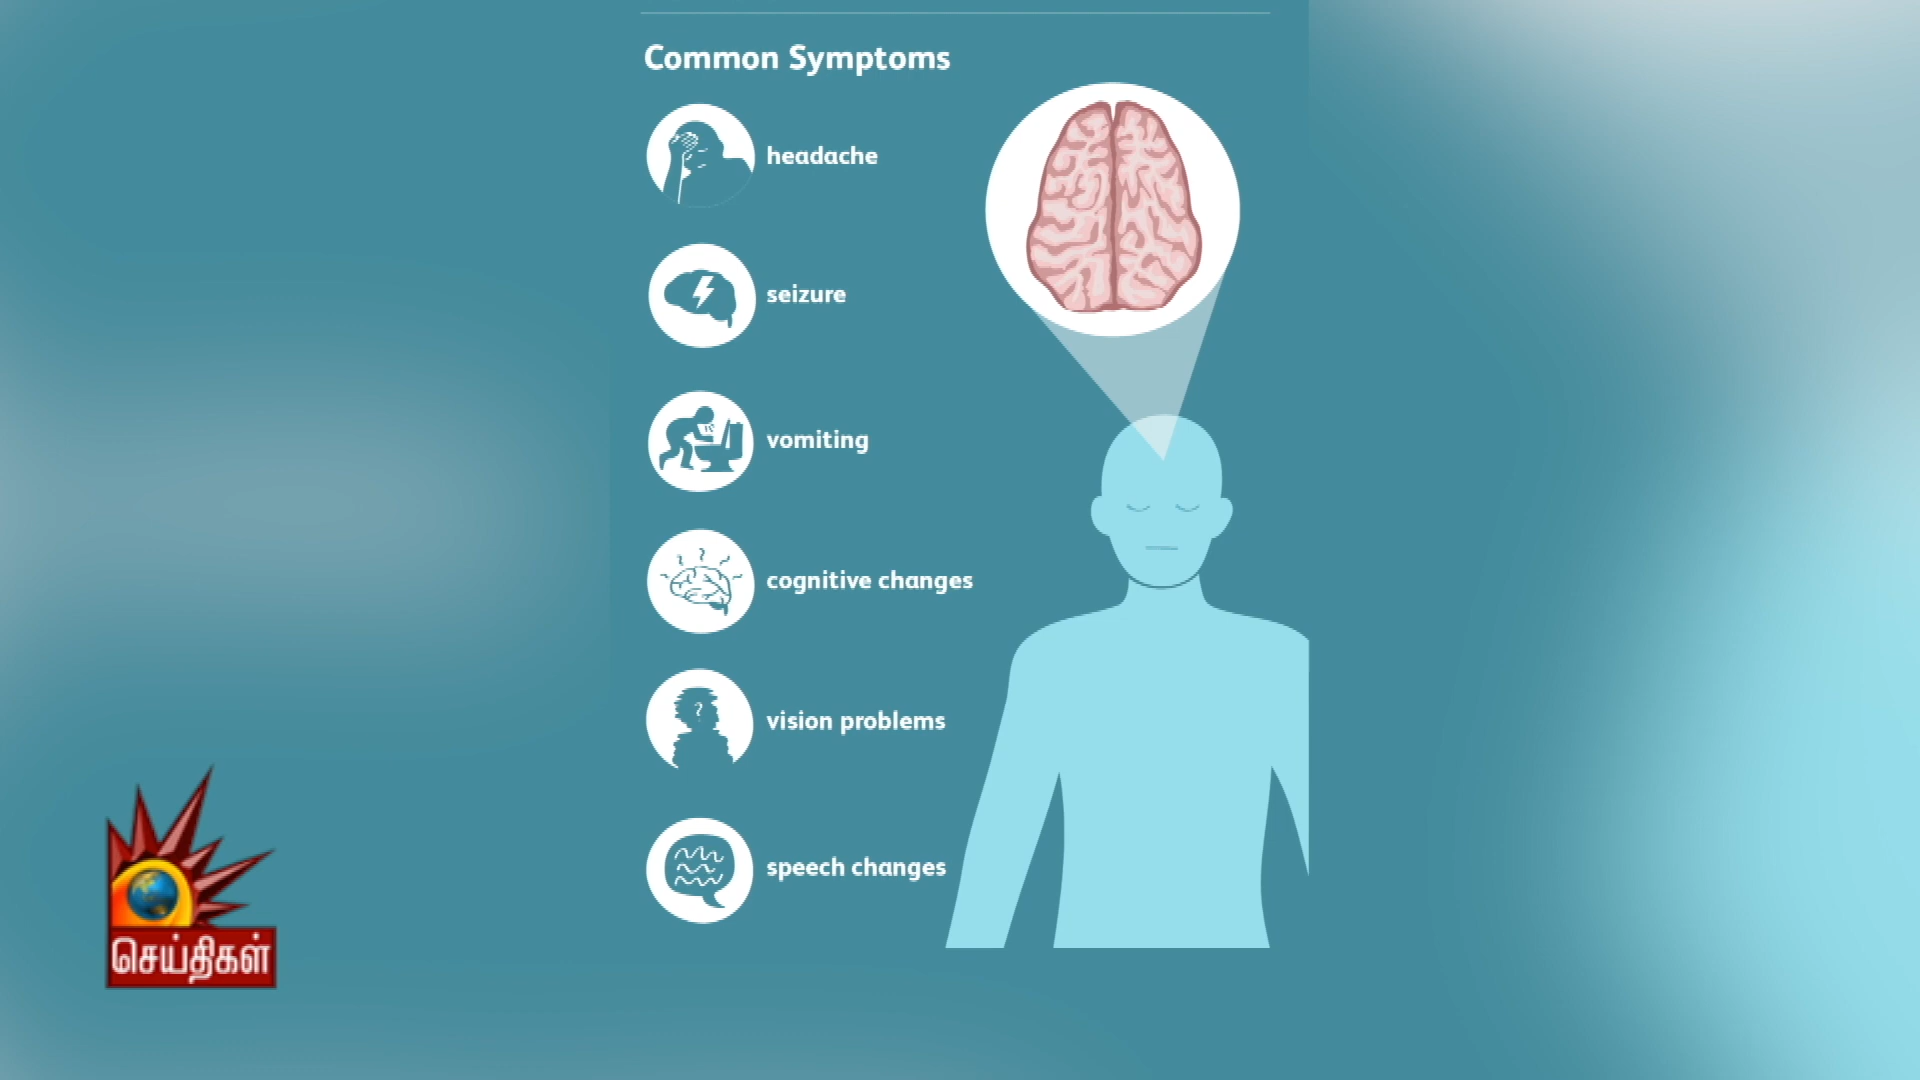 Common Symptoms
headache
seizure
vomiting
cognitive changes
vision problems
speech changes
செய்திகள்